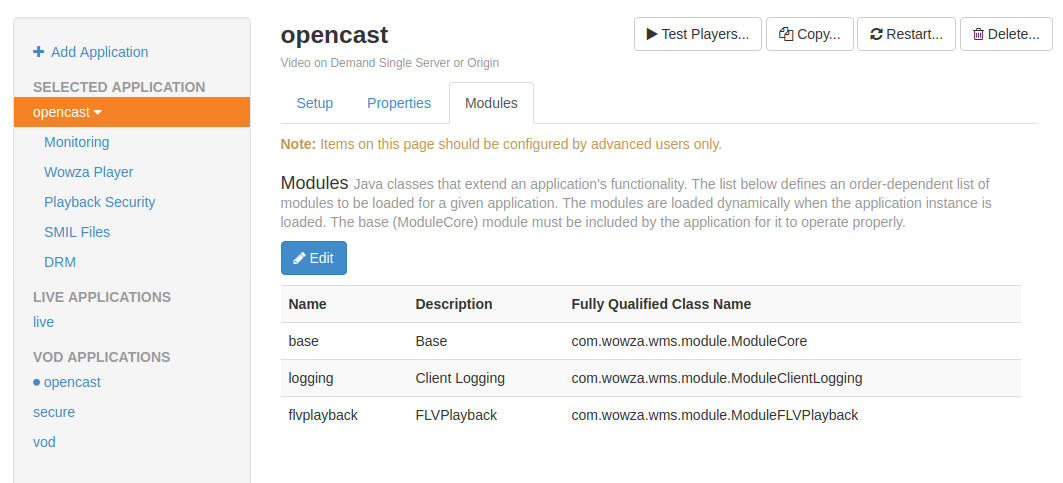 Add Application
SELECTED APPLICATION
opencast
Monitoring
Wowza Player
Playback Security
SMIL Files
DRM
LIVE APPLICATIONS
live
VOD APPLICATIONS
opencast
secure
vod
opencast
Video on Demand Single Server or Origin
Test Players... Copy... Restart... Delete...
Setup Properties Modules
Note: Items on this page should be configured by advanced users only.
Modules Java classes that extend an application's functionality. The list below defines an order-dependent list of
modules to be loaded for a given application. The modules are loaded dynamically when the application instance is
loaded. The base (ModuleCore) module must be included by the application for it to operate properly.
Edit
Name Description Fully Qualified Class Name
base Base com.wowza.wms.module.ModuleCore
logging Client Logging com.wowza.wms.module.ModuleClientLogging
flvplayback FLVPlayback com.wowza.wms.module.ModuleFLVPlayback